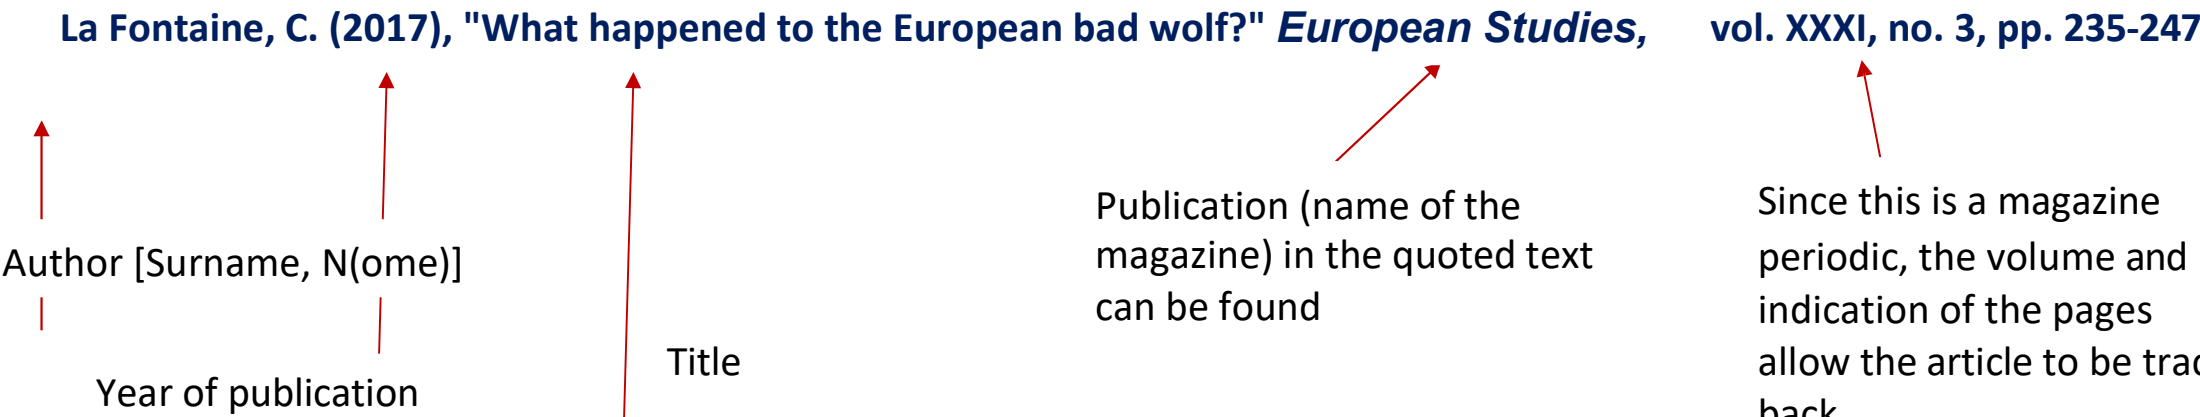 La Fontaine, C. (2017), "What happened to the European bad wolf?" European Studies, vol. XXXI, no. 3, pp. 235-247
Author [Surname, N(ome)]
Year of publication
Title
Publication (name of the
magazine) in the quoted text
can be found
Since this is a magazine
periodic, the volume and
indication of the pages
allow the article to be
back